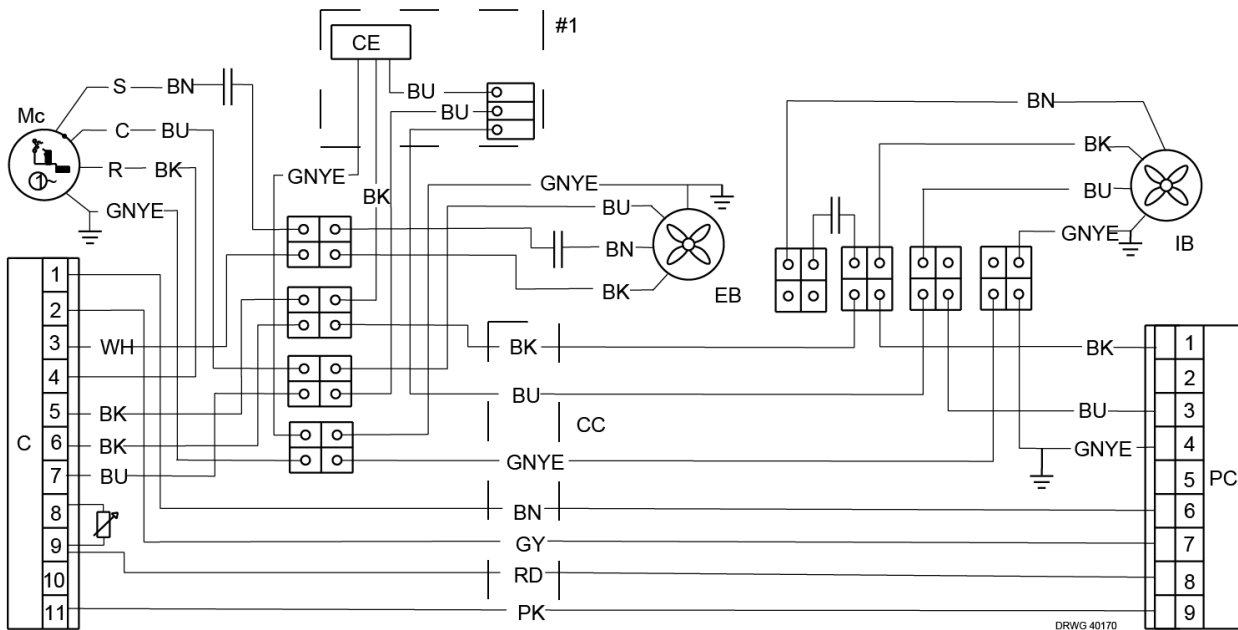 #1
CE
S BN
BU
BN
Mc
BU
C BU
BK
R BK
GNYE
GNYE
BU
BK
GNYE
BU
GNYE
BN
IB
BK
EB
1
2
3 WH
BK
BK
1
4
2
BU
5 BK
BU
3
C
CC
6 BK
GNYE
GNYE
4
7 BU
5
PC
8
BN
6
9
GY
7
10
RD
8
11
PK
9
DRWG 40170
1~